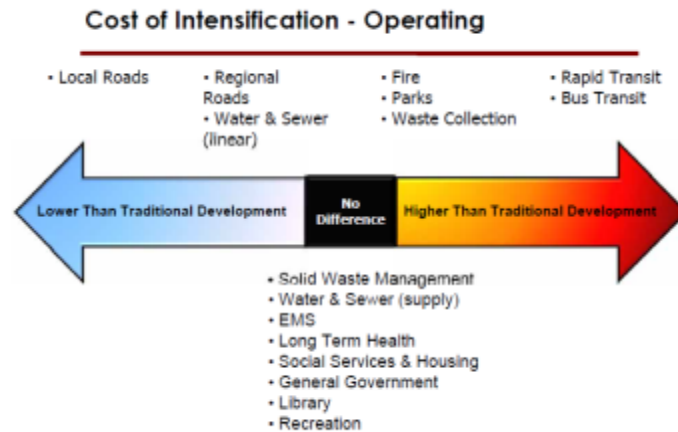 Cost of Intensification - Operating
• Local Roads
• Regional
Roads
• Water & Sewer
(linear)
• Fire
• Parks
• Waste Collection
• Rapid Transit
• Bus Transit
Lower Than Traditional Development
No
Difference
Higher Than Traditional Development
• Solid Waste Management
• Water & Sewer (supply)
• EMS
• Long Term Health
• Social Services & Housing
• General Government
• Library
• Recreation